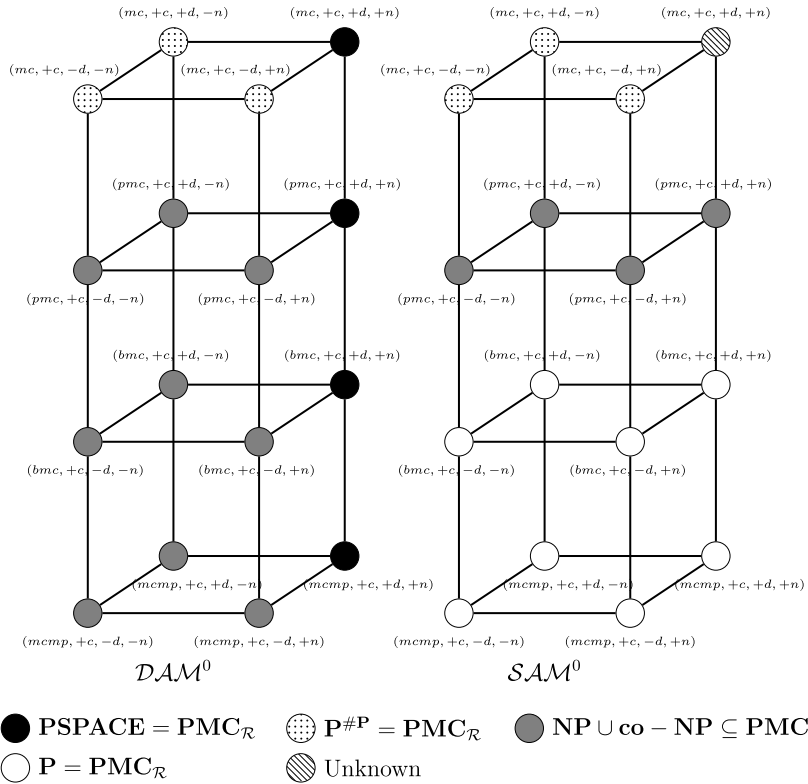 (mc, +c, +d, −n) (mc, +c, +d, +n) (mc, +c, +d, −n) (mc, +c, +d, +n)
(mc, +c, −d, −n) (mc, +c, −d, +n) (mc, +c, −d, −n) (mc, +c, −d, +n)
(pmc, +c, +d, −n) (pmc, +c, +d, +n) (pmc, +c, +d, −n) (pmc, +c, +d, +n)
(pmc, +c, −d, −n) (pmc, +c, −d, +n) (pmc, +c, −d, −n) (pmc, +c, −d, +n)
(bmc, +c, +d, −n) (bmc, +c, +d, +n) (bmc, +c, +d, −n) (bmc, +c, +d, +n)
(bmc, +c, −d, −n) (bmc, +c, −d, +n) (bmc, +c, −d, −n) (bmc, +c, −d, +n)
(mcmp, +c, +d, −n) (mcmp, +c, +d, +n) (mcmp, +c, +d, −n) (mcmp, +c, +d, +n)
(mcmp, +c, −d, −n) (mcmp, +c, −d, +n) (mcmp, +c, −d, −n) (mcmp, +c, −d, +n)
𝒟𝒜ℳ⁰ 𝒮𝒜ℳ⁰
PSPACE = PMC_ℛ P^#P = PMC_ℛ NP ∪ co − NP ⊆ PMC
P = PMC_ℛ Unknown